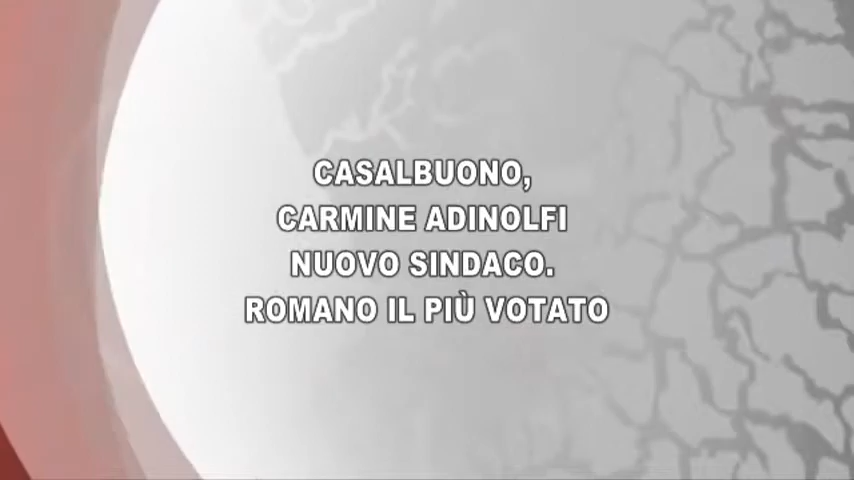 CASALBUONO,
CARMINE ADINOLFI
NUOVO SINDACO.
ROMANO IL PIÙ VOTATO